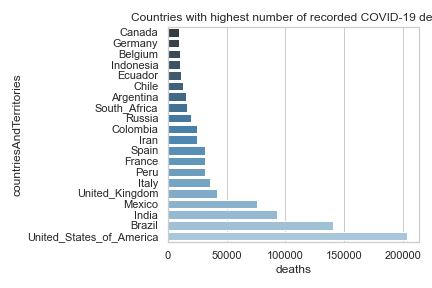 Countries with highest number of recorded COVID-19 de
Canada
Germany
Belgium
Indonesia
Ecuador
Chile
Argentina
South_Africa
Russia
Colombia
Iran
Spain
France
Peru
Italy
United_Kingdom
Mexico
India
Brazil
United_States_of_America
countriesAndTerritories
0 50000 100000 150000 200000
deaths